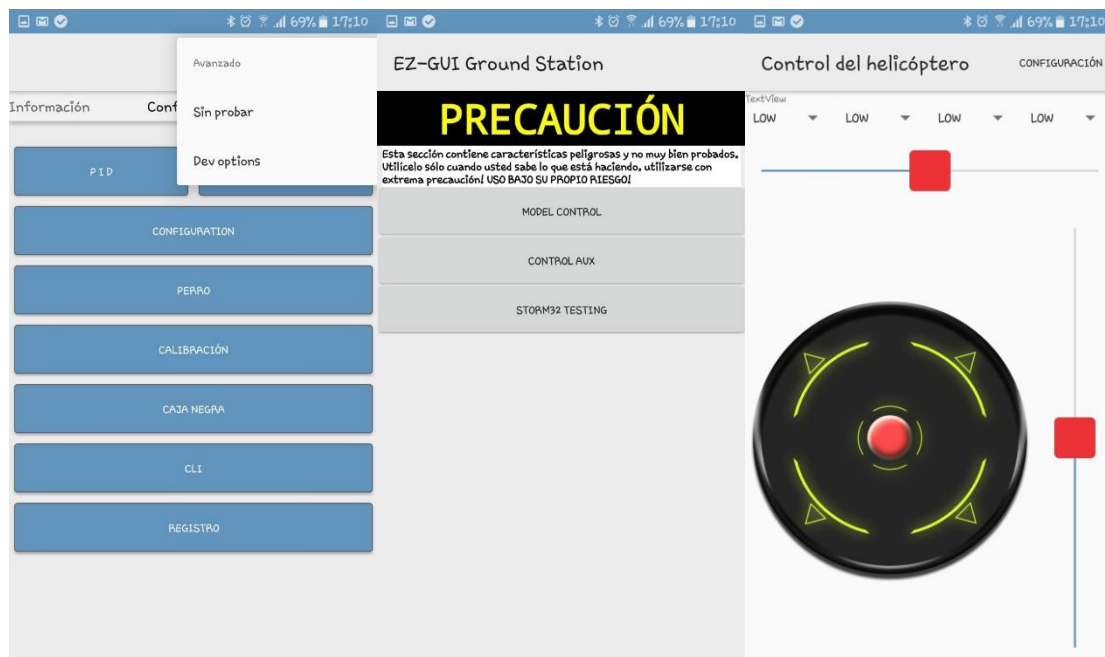 69% 17:10
Avanzado
Información
Conf
Sin probar
Dev options
PID
CONFIGURATION
PERRO
CALIBRACIÓN
CAJA NEGRA
CLI
REGISTRO
69% 17:10
EZ-GUI Ground Station
PRECAUCIÓN
Esta sección contiene características peligrosas y no muy bien probados.
Utilícelo sólo cuando usted sabe lo que está haciendo, utilizarse con
extrema precaución! USO BAJO SU PROPIO RIESGO!
MODEL CONTROL
CONTROL AUX
STORM32 TESTING
69% 17:10
Control del helicóptero
CONFIGURACIÓN
TextView
LOW LOW LOW LOW